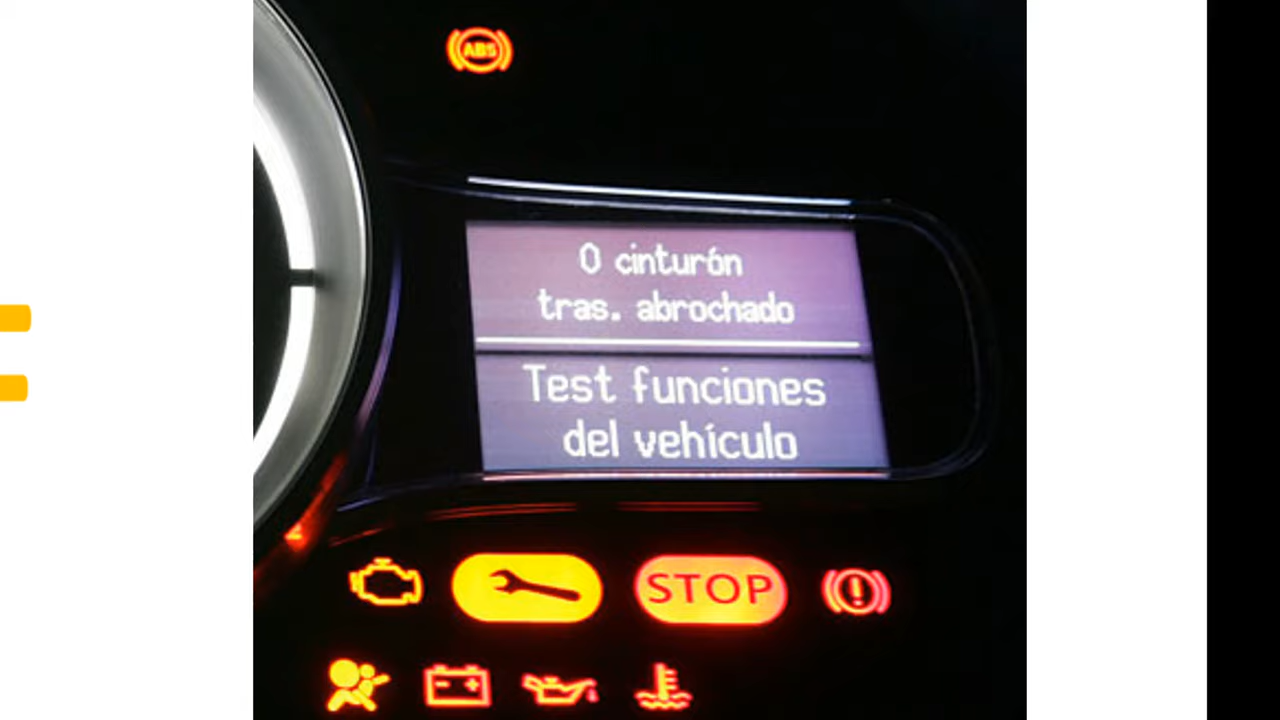 ABS
0 cinturón
tras. abrochado
Test funciones
del vehículo
STOP